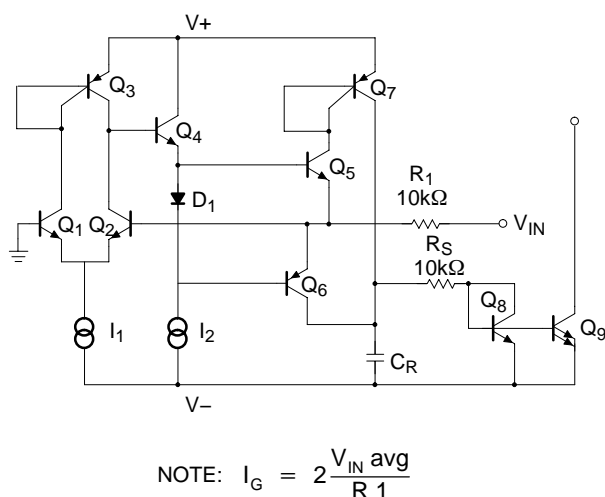 V+
Q3
Q7
Q4
Q5
R1
10kΩ
D1
Q1
Q2
VIN
RS
10kΩ
Q6
Q8
Q9
I1
I2
CR
V−
NOTE: IG = 2 VIN avg / R 1